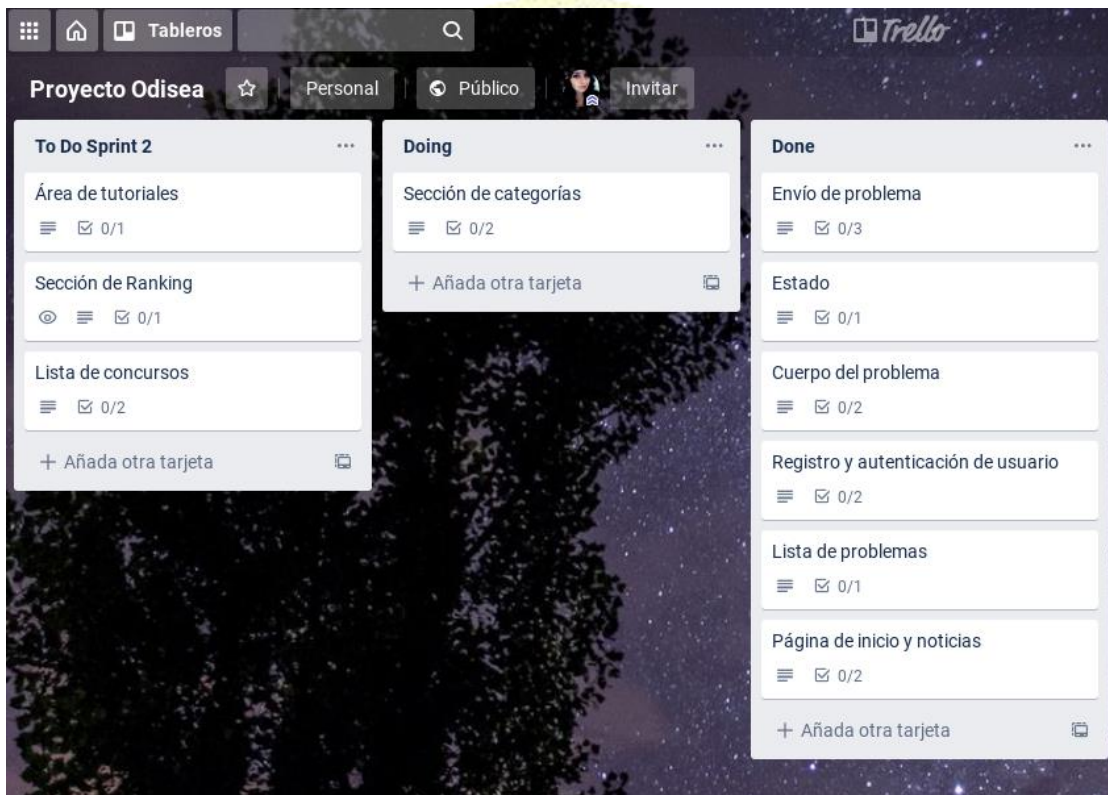 Tableros
Trello
Proyecto Odisea
Personal
Público
Invitar
To Do Sprint 2
Área de tutoriales
0/1
Sección de Ranking
0/1
Lista de concursos
0/2
+ Añada otra tarjeta
Doing
Sección de categorías
0/2
+ Añada otra tarjeta
Done
Envío de problema
0/3
Estado
0/1
Cuerpo del problema
0/2
Registro y autenticación de usuario
0/2
Lista de problemas
0/1
Página de inicio y noticias
0/2
+ Añada otra tarjeta